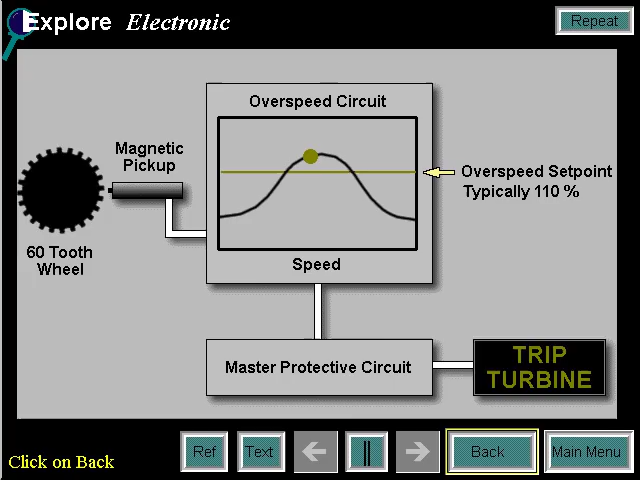 Explore Electronic
Repeat
Overspeed Circuit
Magnetic
Pickup
Overspeed Setpoint
Typically 110 %
60 Tooth
Wheel
Speed
Master Protective Circuit
TRIP
TURBINE
Click on Back
Ref
Text
Back
Main Menu